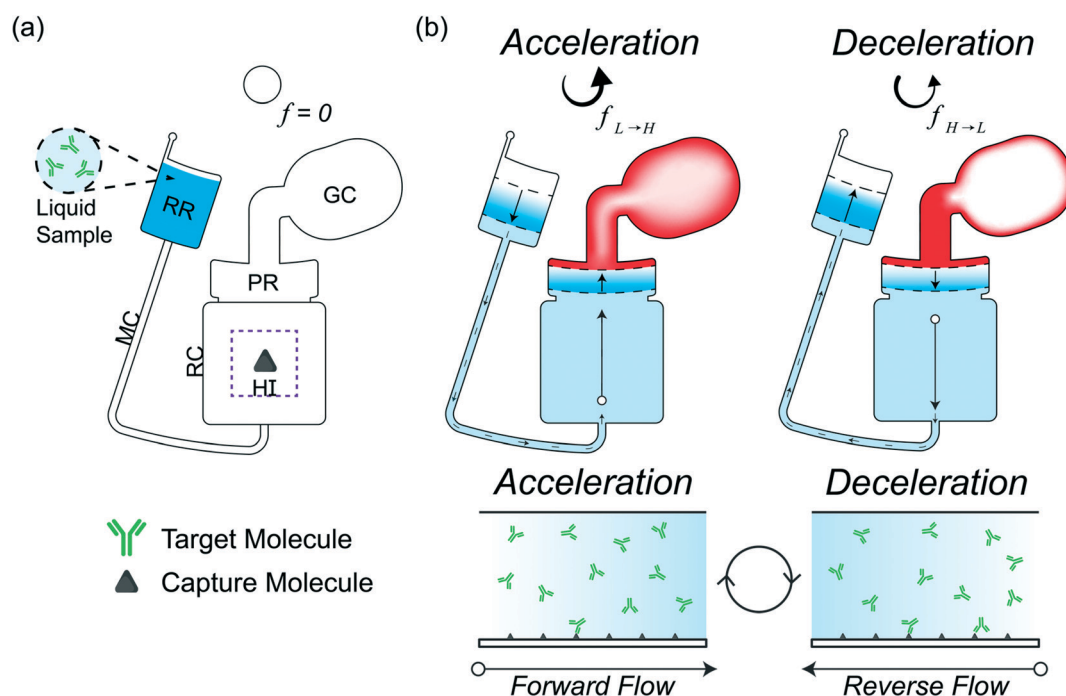 (a)
f = 0
Liquid
Sample
RR
GC
PR
MC
RC
HI
Target Molecule
Capture Molecule
(b)
Acceleration
Deceleration
f L→H
f H→L
Acceleration
Deceleration
Forward Flow
Reverse Flow